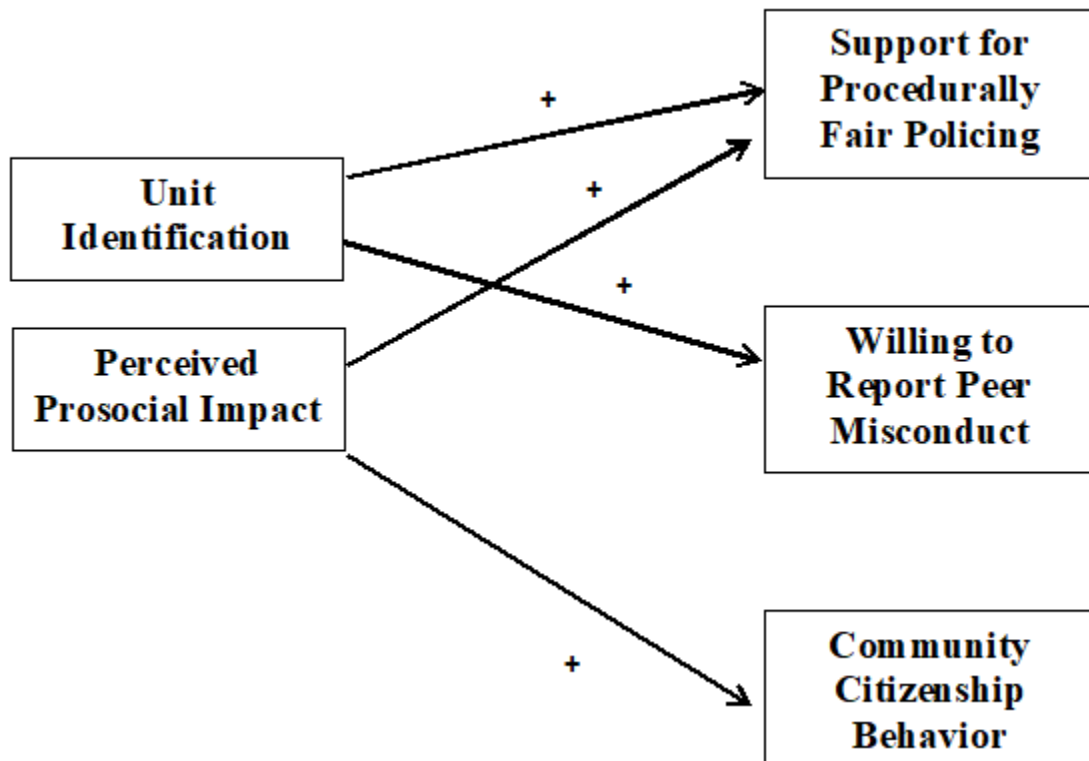 Support for
Procedurally
Fair Policing
+
+
Unit
Identification
+
Perceived
Prosocial Impact
Willing to
Report Peer
Misconduct
+
Community
Citizenship
Behavior